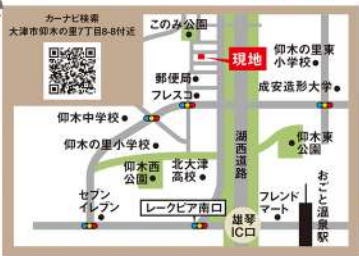 カーナビ検索
大津市仰木の里7丁目8-8付近
このみ公園
現地
仰木の里東
小学校
郵便局
フレスコ
成安造形大学
仰木中学校
仰木の里小学校
湖西道路
仰木東
公園
仰木西
公園
北大津
高校
セブン
イレブン
レークピア南口
雄琴
IC口
フレンド
マート
おごと温泉駅